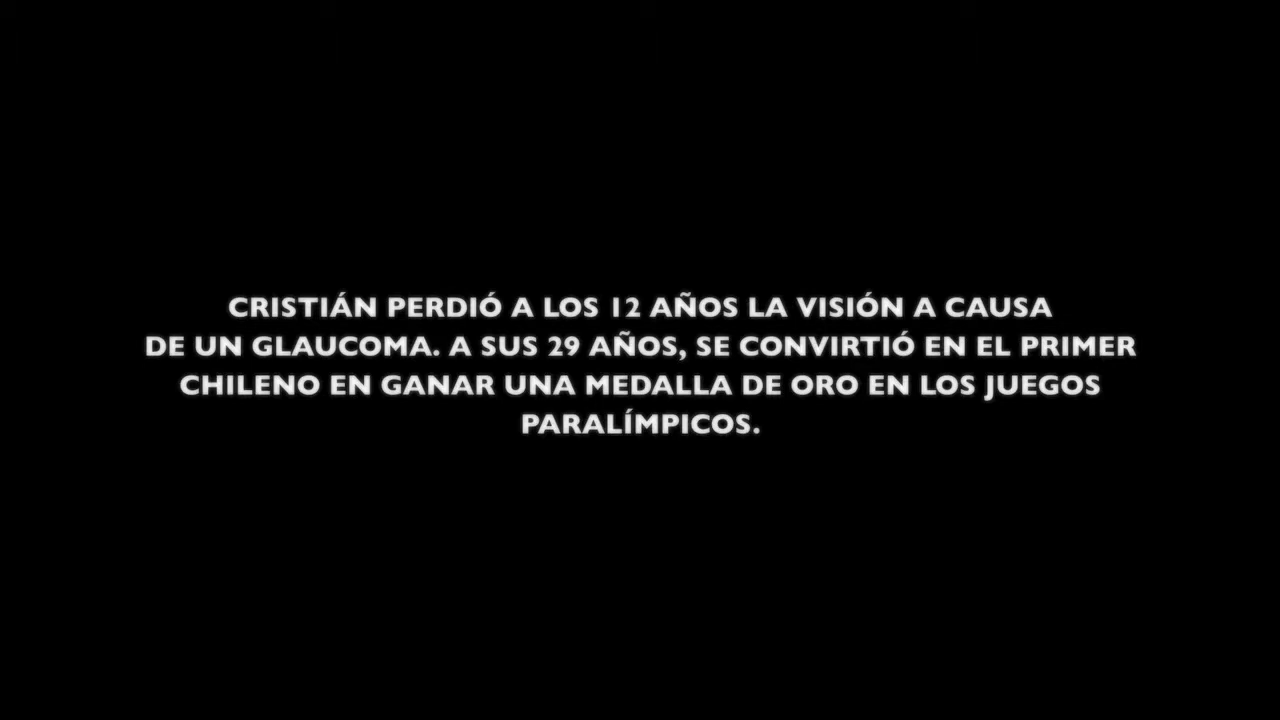 CRISTIÁN PERDIÓ A LOS 12 AÑOS LA VISIÓN A CAUSA
DE UN GLAUCOMA. A SUS 29 AÑOS, SE CONVIRTIÓ EN EL PRIMER
CHILENO EN GANAR UNA MEDALLA DE ORO EN LOS JUEGOS
PARALÍMPICOS.